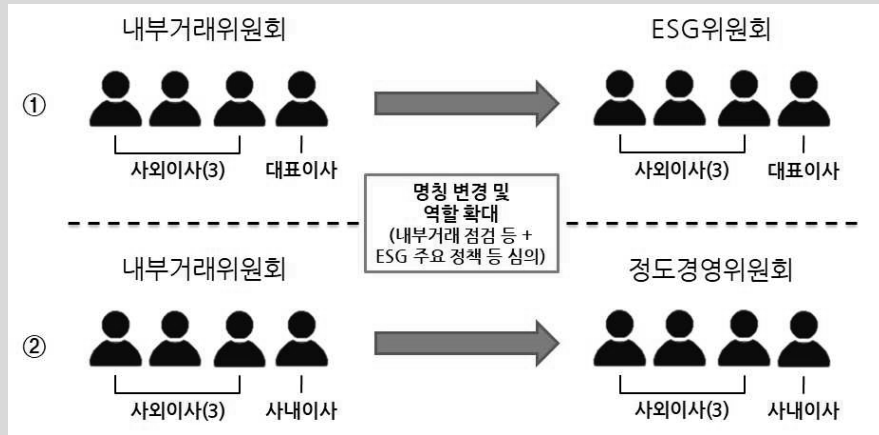 내부거래위원회
ESG위원회
①
사외이사(3)
대표이사
사외이사(3)
대표이사
명칭 변경 및
역할 확대
(내부거래 점검 등 +
ESG 주요 정책 등 심의)
내부거래위원회
정도경영위원회
②
사외이사(3)
사내이사
사외이사(3)
사내이사